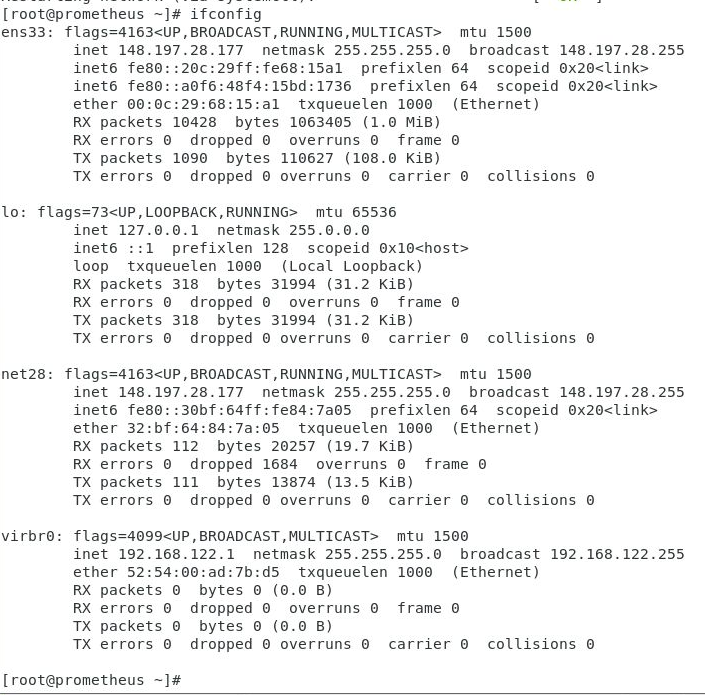 [root@prometheus ~]# ifconfig
ens33: flags=4163<UP,BROADCAST,RUNNING,MULTICAST>  mtu 1500
        inet 148.197.28.177  netmask 255.255.255.0  broadcast 148.197.28.255
        inet6 fe80::20c:29ff:fe68:15a1  prefixlen 64  scopeid 0x20<link>
        inet6 fe80::a0f6:48f4:15bd:1736  prefixlen 64  scopeid 0x20<link>
        ether 00:0c:29:68:15:a1  txqueuelen 1000  (Ethernet)
        RX packets 10428  bytes 1063405 (1.0 MiB)
        RX errors 0  dropped 0  overruns 0  frame 0
        TX packets 1090  bytes 110627 (108.0 KiB)
        TX errors 0  dropped 0 overruns 0  carrier 0  collisions 0

lo: flags=73<UP,LOOPBACK,RUNNING>  mtu 65536
        inet 127.0.0.1  netmask 255.0.0.0
        inet6 ::1  prefixlen 128  scopeid 0x10<host>
        loop  txqueuelen 1000  (Local Loopback)
        RX packets 318  bytes 31994 (31.2 KiB)
        RX errors 0  dropped 0  overruns 0  frame 0
        TX packets 318  bytes 31994 (31.2 KiB)
        TX errors 0  dropped 0 overruns 0  carrier 0  collisions 0

net28: flags=4163<UP,BROADCAST,RUNNING,MULTICAST>  mtu 1500
        inet 148.197.28.177  netmask 255.255.255.0  broadcast 148.197.28.255
        inet6 fe80::30bf:64ff:fe84:7a05  prefixlen 64  scopeid 0x20<link>
        ether 32:bf:64:84:7a:05  txqueuelen 1000  (Ethernet)
        RX packets 112  bytes 20257 (19.7 KiB)
        RX errors 0  dropped 1684  overruns 0  frame 0
        TX packets 111  bytes 13874 (13.5 KiB)
        TX errors 0  dropped 0 overruns 0  carrier 0  collisions 0

virbr0: flags=4099<UP,BROADCAST,MULTICAST>  mtu 1500
        inet 192.168.122.1  netmask 255.255.255.0  broadcast 192.168.122.255
        ether 52:54:00:ad:7b:d5  txqueuelen 1000  (Ethernet)
        RX packets 0  bytes 0 (0.0 B)
        RX errors 0  dropped 0  overruns 0  frame 0
        TX packets 0  bytes 0 (0.0 B)
        TX errors 0  dropped 0 overruns 0  carrier 0  collisions 0

[root@prometheus ~]#